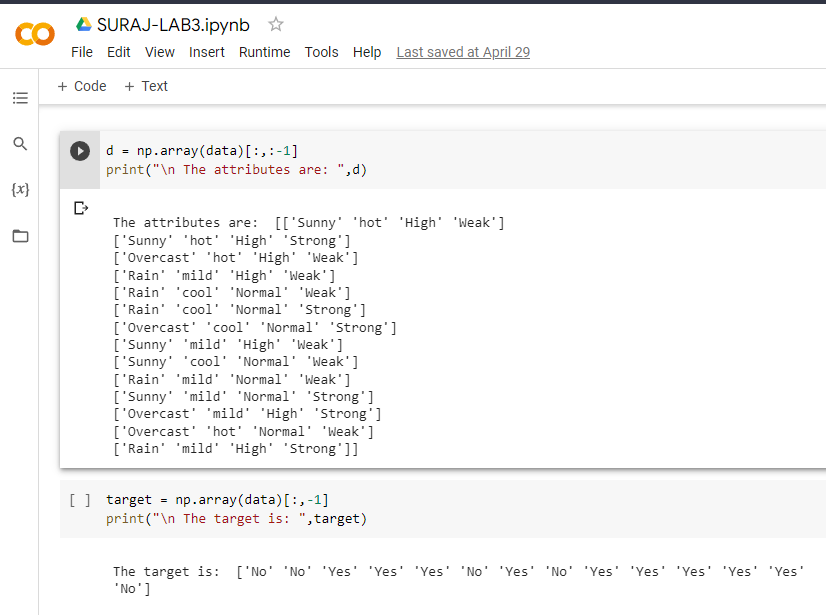 SURAJ-LAB3.ipynb
File Edit View Insert Runtime Tools Help Last saved at April 29
+ Code + Text
d = np.array(data)[:,:-1]
print("\n The attributes are: ",d)
{x}
The attributes are:  [['Sunny' 'hot' 'High' 'Weak']
['Sunny' 'hot' 'High' 'Strong']
['Overcast' 'hot' 'High' 'Weak']
['Rain' 'mild' 'High' 'Weak']
['Rain' 'cool' 'Normal' 'Weak']
['Rain' 'cool' 'Normal' 'Strong']
['Overcast' 'cool' 'Normal' 'Strong']
['Sunny' 'mild' 'High' 'Weak']
['Sunny' 'cool' 'Normal' 'Weak']
['Rain' 'mild' 'Normal' 'Weak']
['Sunny' 'mild' 'Normal' 'Strong']
['Overcast' 'mild' 'High' 'Strong']
['Overcast' 'hot' 'Normal' 'Weak']
['Rain' 'mild' 'High' 'Strong']]
[ ] target = np.array(data)[:,-1]
print("\n The target is: ",target)
The target is:  ['No' 'No' 'Yes' 'Yes' 'Yes' 'No' 'Yes' 'No' 'Yes' 'Yes' 'Yes' 'Yes' 'Yes'
'No']